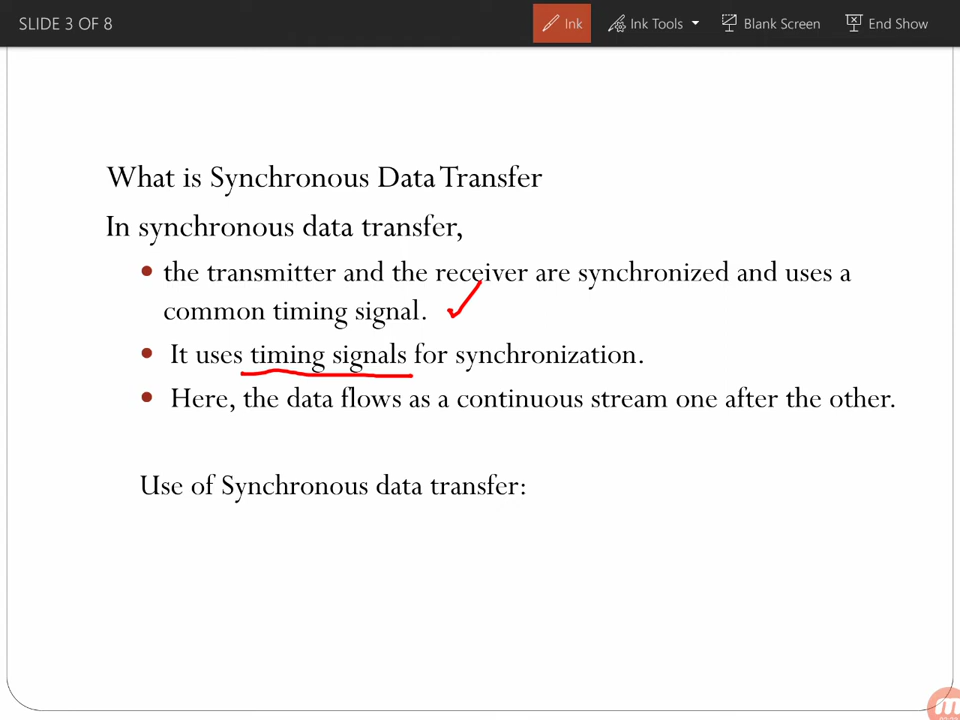 SLIDE 3 OF 8
Ink
Ink Tools
Blank Screen
End Show
What is Synchronous Data Transfer
In synchronous data transfer,
• the transmitter and the receiver are synchronized and uses a
common timing signal.
• It uses timing signals for synchronization.
• Here, the data flows as a continuous stream one after the other.
Use of Synchronous data transfer: